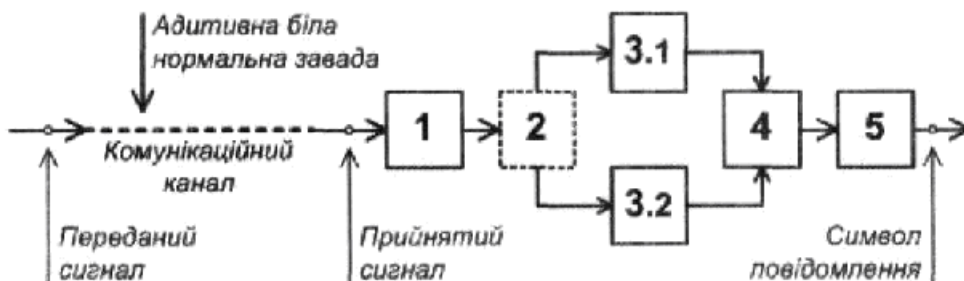 Адитивна біла
нормальна завада
Комунікаційний
канал
Переданий
сигнал
Прийнятий
сигнал
1
2
3.1
3.2
4
5
Символ
повідомлення